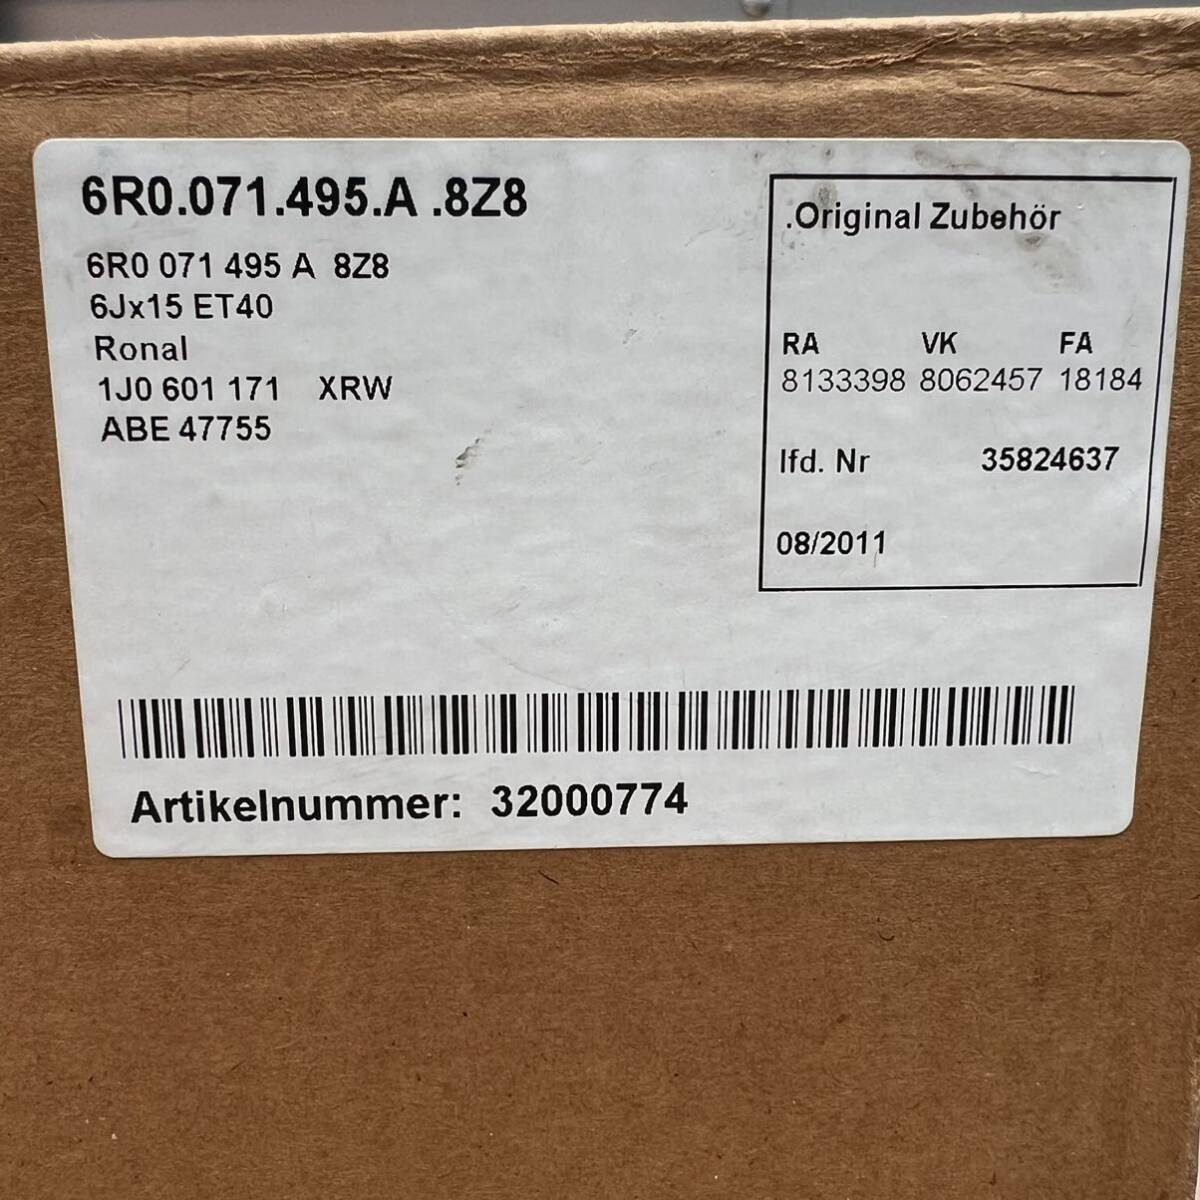 6R0.071.495.A .8Z8
6R0 071 495 A 8Z8
6Jx15 ET40
Ronal
1J0 601 171 XRW
ABE 47755
.Original Zubehör
RA VK FA
8133398 8062457 18184
lfd. Nr 35824637
08/2011
Artikelnummer: 32000774